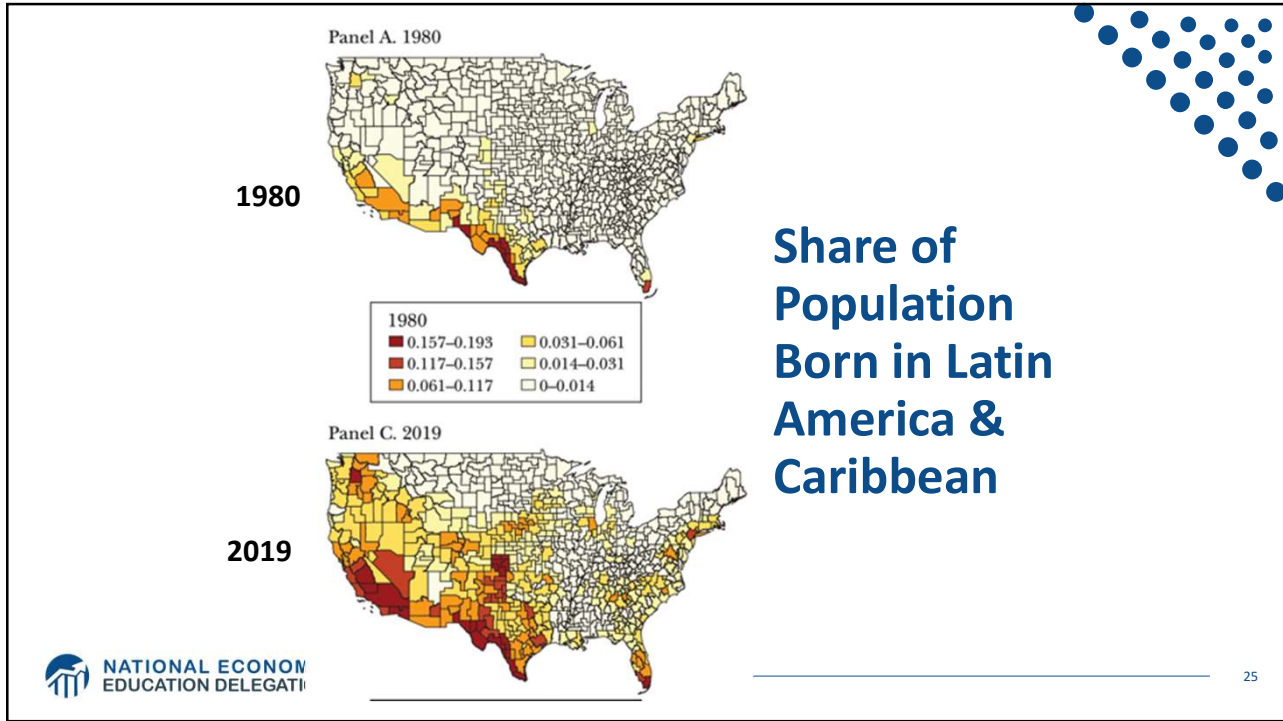 Panel A. 1980
1980
1980
0.157–0.193 0.031–0.061
0.117–0.157 0.014–0.031
0.061–0.117 0–0.014
Panel C. 2019
2019
Share of
Population
Born in Latin
America &
Caribbean
NATIONAL ECONOM
EDUCATION DELEGATI
25